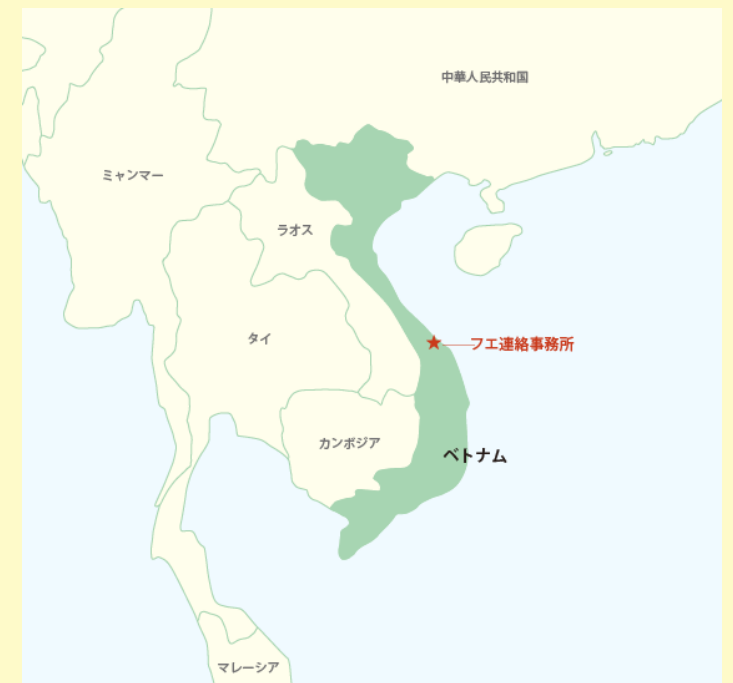 中華人民共和国
ミャンマー
ラオス
タイ
フエ連絡事務所
カンボジア
ベトナム
マレーシア